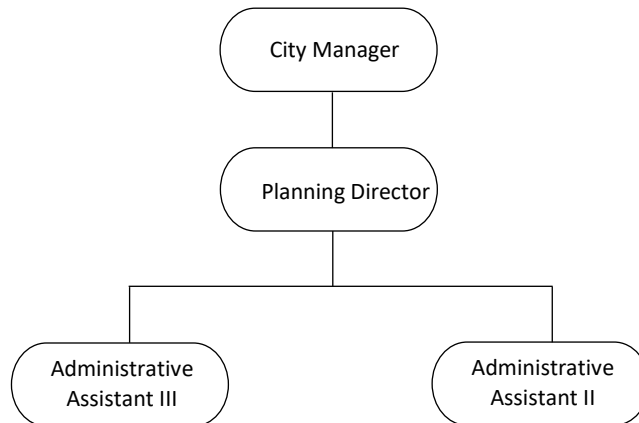 City Manager
Planning Director
Administrative
Assistant III
Administrative
Assistant II